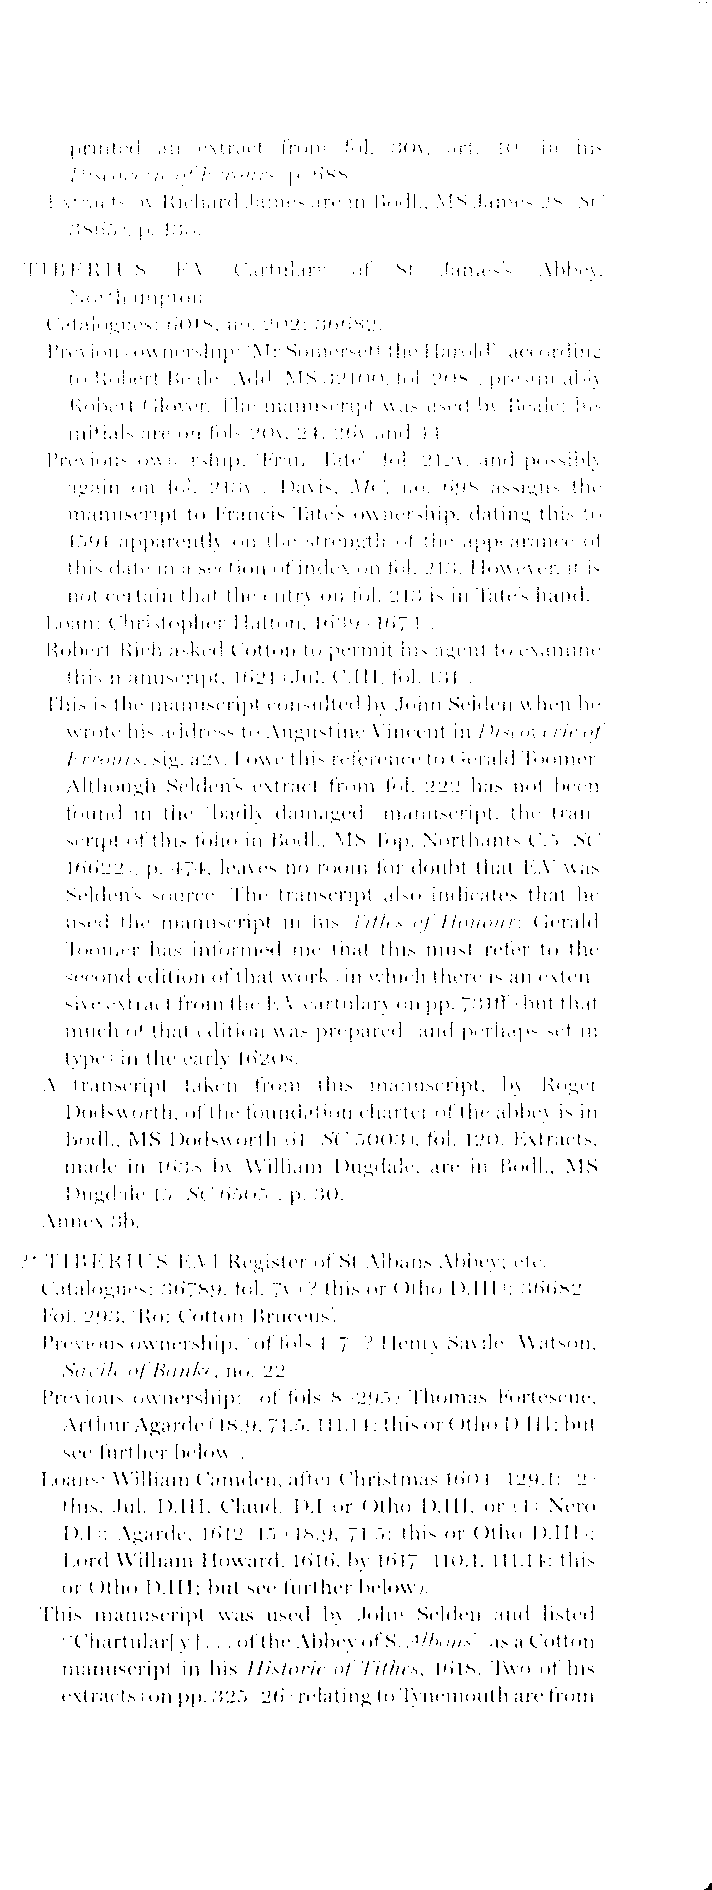 printed an extract from fol. 30v, art. 40, in his
Discoverie of Errours, p. 688.
Extracts by Richard James are in Bodl., MS James 28 (SC
3865), p. 135.
TIBERIUS E.V Cartulary of St James's Abbey,
Northampton
Catalogues: 6018, no. 202; 36682.
Previous ownership: 'Mr Somersett the Harold', according
to Robert Beale (Add. MS 32100, fol. 208), presumably
Robert Glover. The manuscript was used by Beale: his
initials are on fols 20v, 24, 26v and 44.
Previous ownership: 'Fran: Tate' (fol. 212v, and possibly
again on fol. 213v). Davis, MC, no. 698 assigns the
manuscript to Francis Tate's ownership, dating this to
1594 apparently on the strength of the appearance of
this date in a section of index on fol. 213. However, it is
not certain that the entry on fol. 213 is in Tate's hand.
Loan: Christopher Hatton, 1639 (167.1).
Robert Rich asked Cotton to permit his agent to examine
this manuscript, 1621 (Jul. C.III, fol. 131).
This is the manuscript consulted by John Selden when he
wrote his address to Augustine Vincent in Discoverie of
Errours, sig. a2v. I owe this reference to Gerald Toomer.
Although Selden's extract from fol. 222 has not been
found in the (badly damaged) manuscript, the tran-
script of this folio in Bodl., MS Top. Northants C.5 (SC
16622), p. 474, leaves no room for doubt that E.V was
Selden's source. The transcript also indicates that he
used the manuscript in his Titles of Honour: Gerald
Toomer has informed me that this must refer to the
second edition of that work (in which there is an exten-
sive extract from the E.V cartulary on pp. 731ff) but that
much of that edition was prepared (and perhaps set in
type) in the early 1620s.
A transcript taken from this manuscript, by Roger
Dodsworth, of the foundation charter of the abbey is in
Bodl., MS Dodsworth 61 (SC 5003), fol. 120. Extracts,
made in 1638 by William Dugdale, are in Bodl., MS
Dugdale 15 (SC 6505), p. 30.
Annex 3b.
TIBERIUS E.VI Register of St Albans Abbey; etc.
Catalogues: 36789, fol. 7v (? this or Otho D.III); 36682.
Fol. 293, 'Ro: Cotton Bruceus'.
Previous ownership: (of fols 1–7) ? Henry Savile (Watson,
Savile of Banke, no. 22).
Previous ownership: (of fols 8–295) Thomas Fortescue,
Arthur Agarde (48.9, 71.5, 111.14: this or Otho D.III; but
see further below).
Loans: William Camden, after Christmas 1604 (129.1: (2)
this, Jul. D.III, Claud. D.I or Otho D.III, or (4) Nero
D.I); Agarde, 1612–15 (48.9, 71.5: this or Otho D.III);
Lord William Howard, 1616, by 1617 (110.1, 111.14: this
or Otho D.III; but see further below).
This manuscript was used by John Selden and listed
("Chartular[y] . . . of the Abbey of S. Albons") as a Cotton
manuscript in his Historie of Tithes, 1618. Two of his
extracts (on pp. 325–26) relating to Tynemouth are from